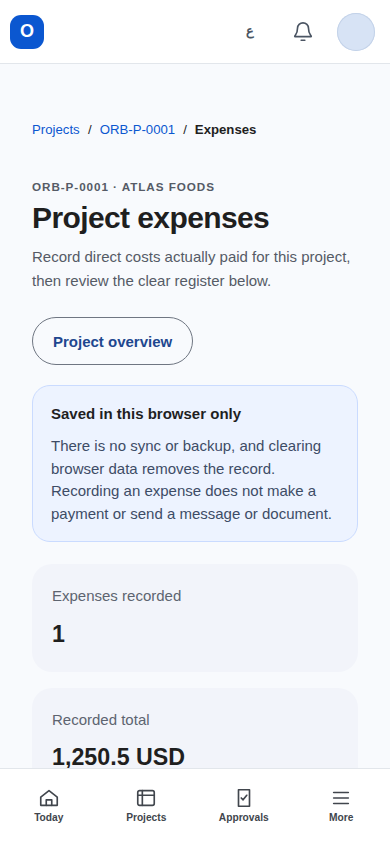 O
ع
Projects / ORB-P-0001 / Expenses
ORB-P-0001 · ATLAS FOODS
Project expenses
Record direct costs actually paid for this project,
then review the clear register below.
Project overview
Saved in this browser only
There is no sync or backup, and clearing
browser data removes the record.
Recording an expense does not make a
payment or send a message or document.
Expenses recorded
1
Recorded total
1,250.5 USD
Today Projects Approvals More